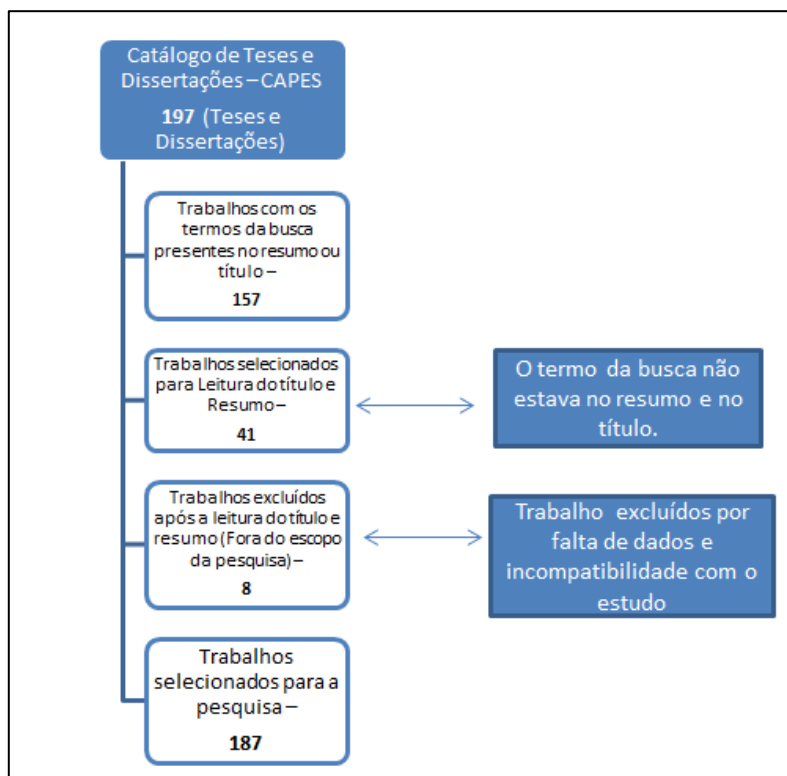 Catálogo de Teses e
Dissertações – CAPES
197 (Teses e
Dissertações)
Trabalhos com os
termos da busca
presentes no resumo ou
título –
157
Trabalhos selecionados
para Leitura do título e
Resumo –
41
O termo da busca não
estava no resumo e no
título.
Trabalhos excluídos
após a leitura do título e
resumo (Fora do escopo
da pesquisa) –
8
Trabalho excluídos por
falta de dados e
incompatibilidade com o
estudo
Trabalhos
selecionados para a
pesquisa –
187